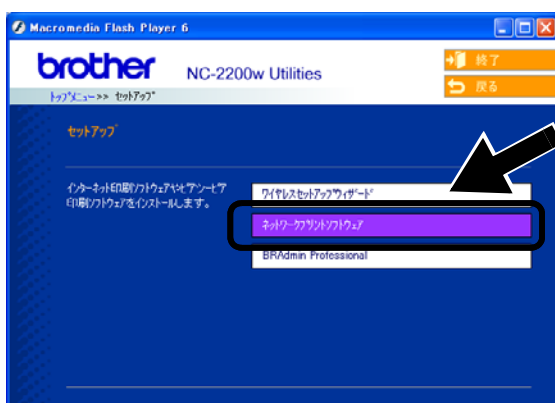 Macromedia Flash Player 6
brother
NC-2200w Utilities
終了
戻る
トップメニュー>> セットアップ
セットアップ
インターネット印刷ソフトウェアやピアツーピア
印刷ソフトウェアをインストールします。
ワイヤレスセットアップウィザード
ネットワークプリントソフトウェア
BRAdmin Professional